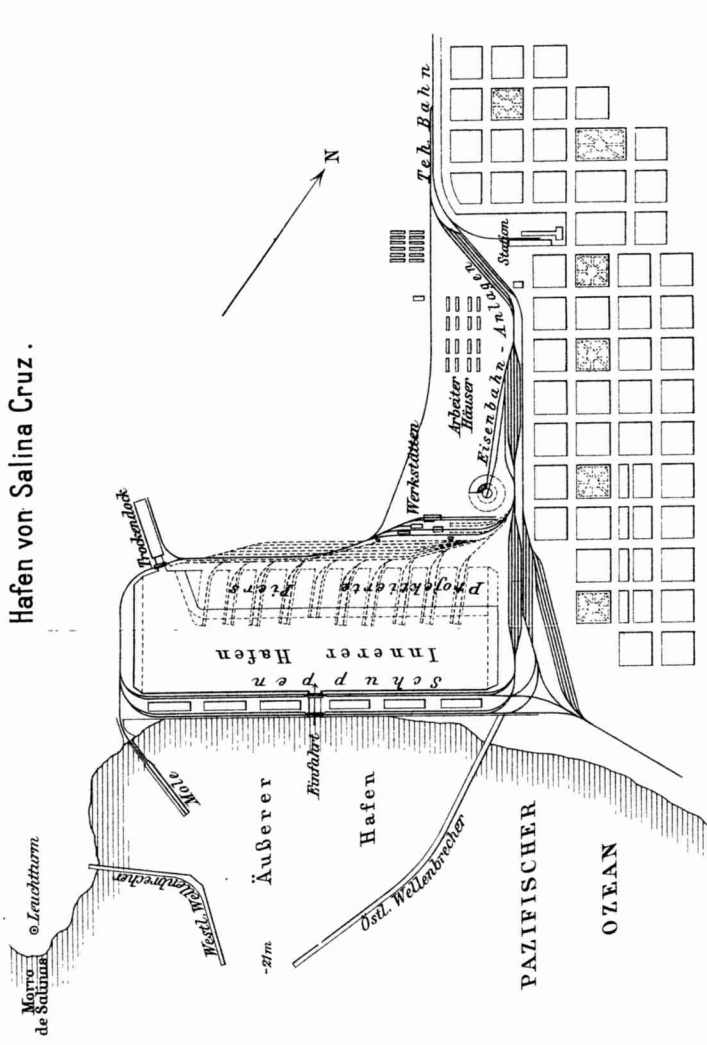 Hafen von Salina Cruz.
Morro
de Salinas
Leuchtturm
Westl. Wellenbrecher
-21m
Mole
Äußerer
Hafen
Östl. Wellenbrecher
PAZIFISCHER
OZEAN
Einfahrt
Schuppen
Innerer Hafen
Projektierte Piers
Trockendock
Werkstätten
Arbeiter
Häuser
Eisenbahn-Anlagen
Station
Teh. Bahn
N